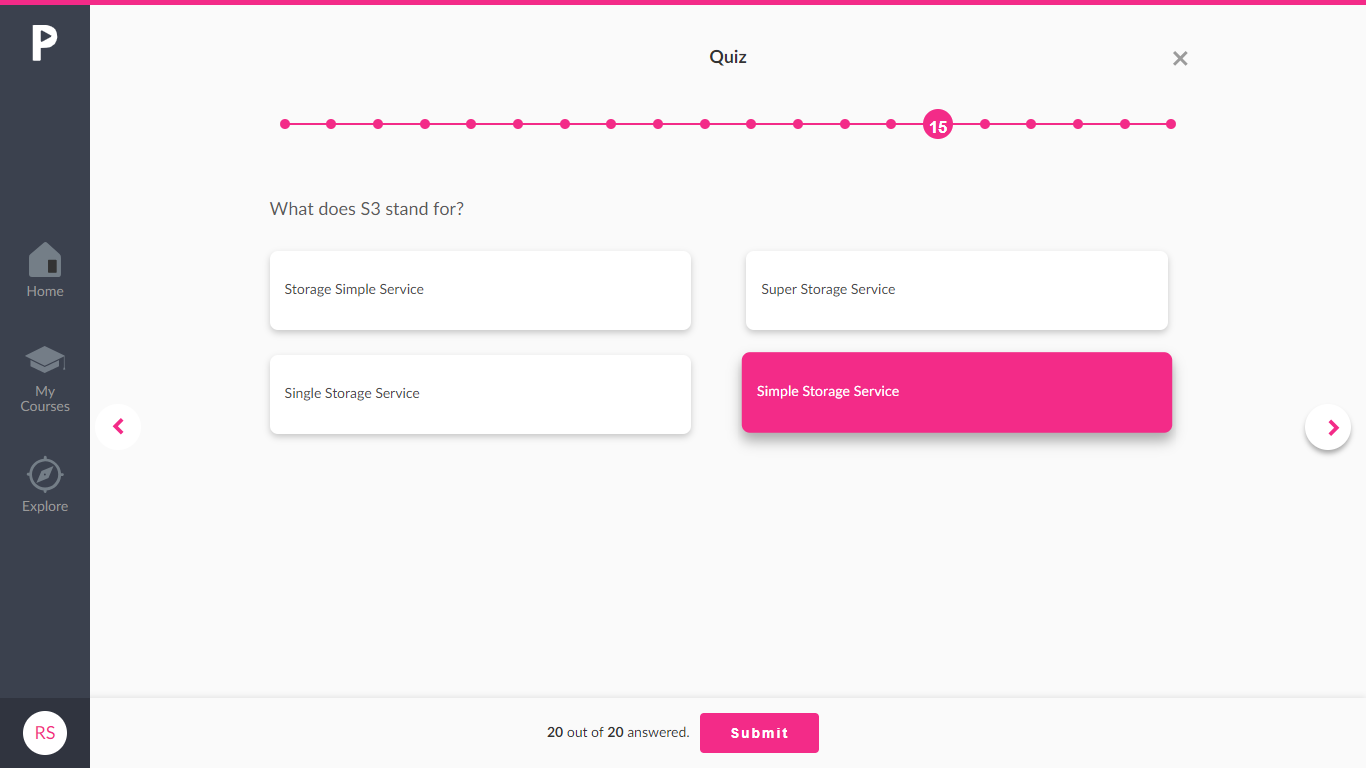 Quiz
15
What does S3 stand for?
Storage Simple Service
Super Storage Service
Single Storage Service
Simple Storage Service
Home
My
Courses
Explore
RS
20 out of 20 answered.
Submit